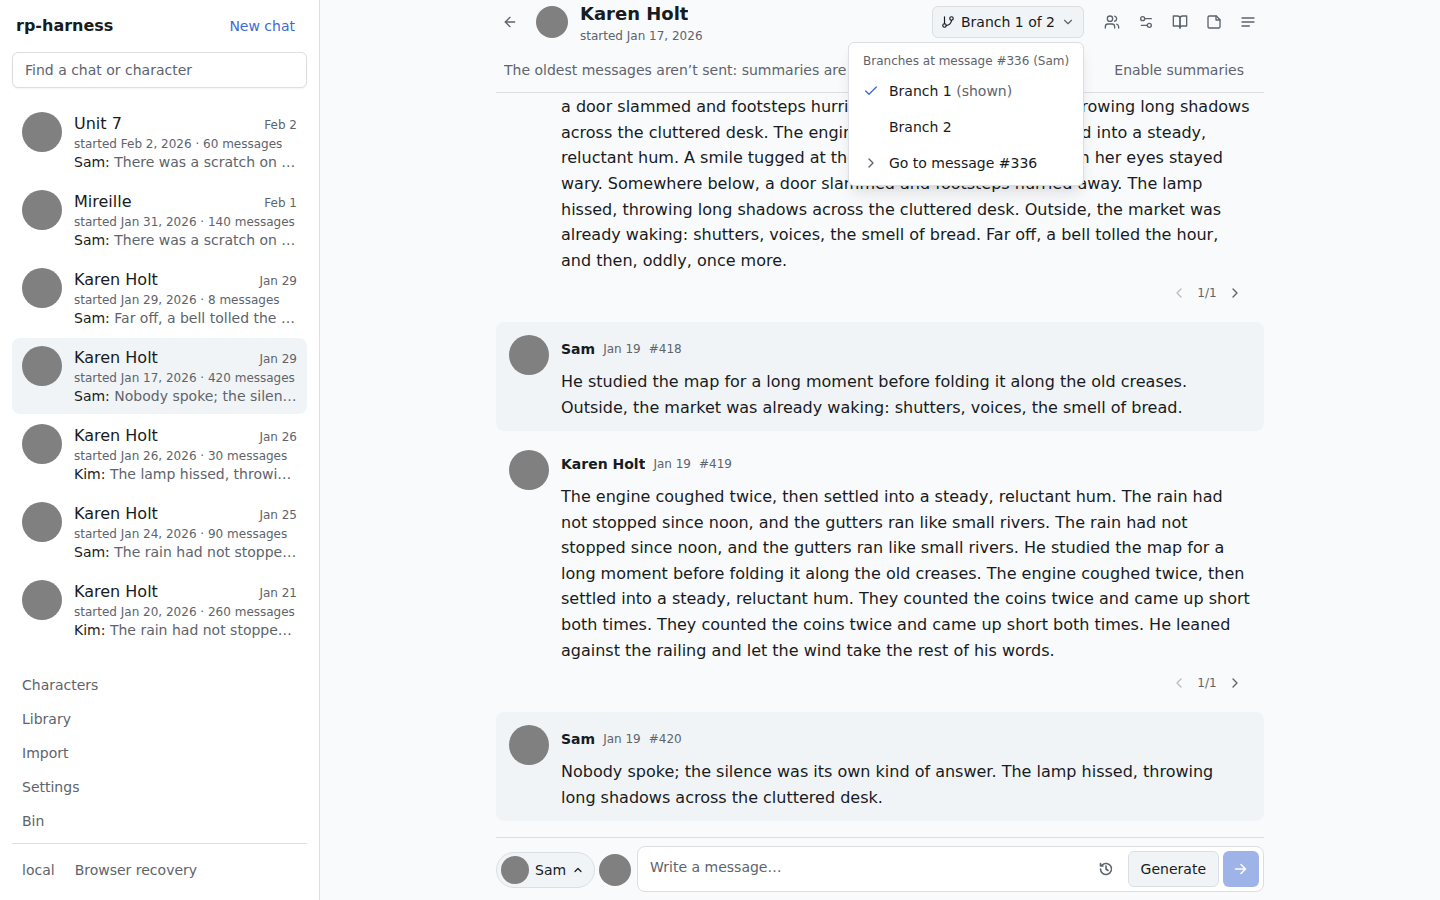 rp-harness
New chat
Find a chat or character
Unit 7
Feb 2
started Feb 2, 2026 · 60 messages
Sam: There was a scratch on …
Mireille
Feb 1
started Jan 31, 2026 · 140 messages
Sam: There was a scratch on …
Karen Holt
Jan 29
started Jan 29, 2026 · 8 messages
Sam: Far off, a bell tolled the …
Karen Holt
Jan 29
started Jan 17, 2026 · 420 messages
Sam: Nobody spoke; the silen…
Karen Holt
Jan 26
started Jan 26, 2026 · 30 messages
Kim: The lamp hissed, throwi…
Karen Holt
Jan 25
started Jan 24, 2026 · 90 messages
Sam: The rain had not stoppe…
Karen Holt
Jan 21
started Jan 20, 2026 · 260 messages
Kim: The rain had not stoppe…
Characters
Library
Import
Settings
Bin
local
Browser recovery
Karen Holt
started Jan 17, 2026
Branch 1 of 2
Branches at message #336 (Sam)
Branch 1 (shown)
Branch 2
Go to message #336
The oldest messages aren’t sent: summaries are
Enable summaries
a door slammed and footsteps hurri rowing long shadows
across the cluttered desk. The engin d into a steady,
reluctant hum. A smile tugged at th her eyes stayed
wary. Somewhere below, a door slammed and footsteps hurried away. The lamp
hissed, throwing long shadows across the cluttered desk. Outside, the market was
already waking: shutters, voices, the smell of bread. Far off, a bell tolled the hour,
and then, oddly, once more.
1/1
Sam Jan 19 #418
He studied the map for a long moment before folding it along the old creases.
Outside, the market was already waking: shutters, voices, the smell of bread.
Karen Holt Jan 19 #419
The engine coughed twice, then settled into a steady, reluctant hum. The rain had
not stopped since noon, and the gutters ran like small rivers. The rain had not
stopped since noon, and the gutters ran like small rivers. He studied the map for a
long moment before folding it along the old creases. The engine coughed twice, then
settled into a steady, reluctant hum. They counted the coins twice and came up short
both times. They counted the coins twice and came up short both times. He leaned
against the railing and let the wind take the rest of his words.
1/1
Sam Jan 19 #420
Nobody spoke; the silence was its own kind of answer. The lamp hissed, throwing
long shadows across the cluttered desk.
Sam
Write a message…
Generate